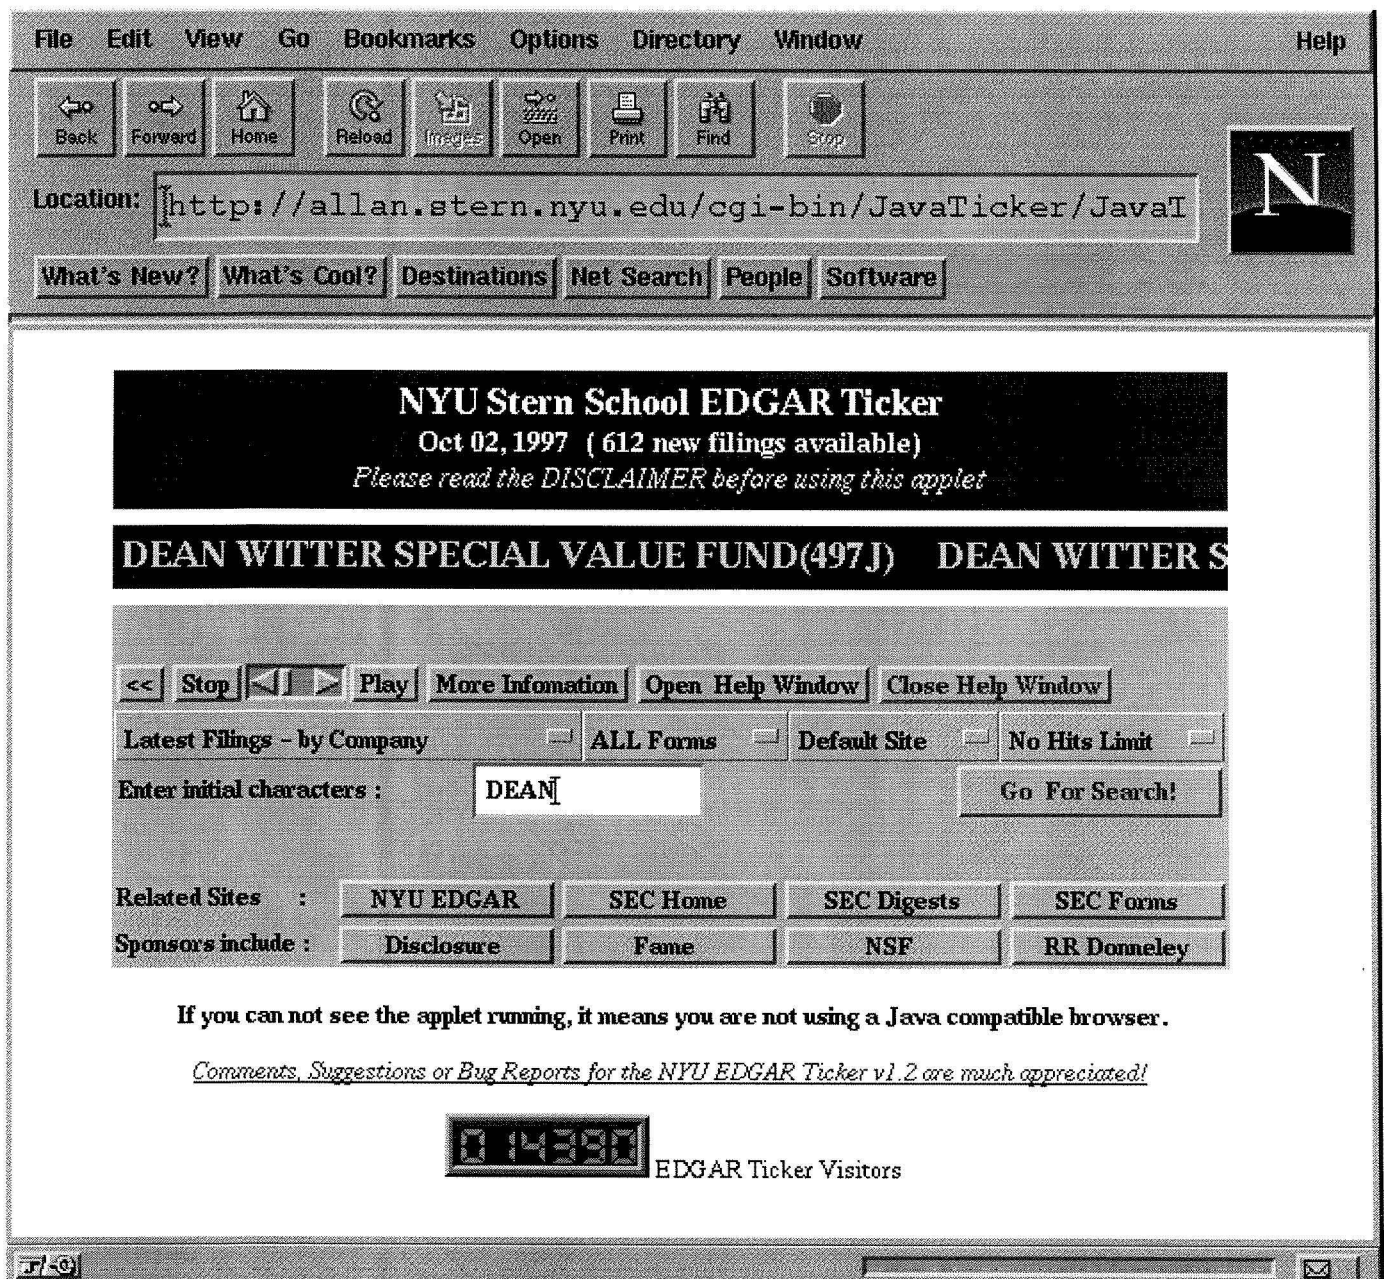 File Edit View Go Bookmarks Options Directory Window Help
Back Forward Home Reload Images Open Print Find Stop
N
Location: http://allan.stern.nyu.edu/cgi-bin/JavaTicker/JavaT
What's New? What's Cool? Destinations Net Search People Software
NYU Stern School EDGAR Ticker
Oct 02, 1997 ( 612 new filings available)
Please read the DISCLAIMER before using this applet
DEAN WITTER SPECIAL VALUE FUND(497J) DEAN WITTER S
<< Stop Play More Infomation Open Help Window Close Help Window
Latest Filings - by Company ALL Forms Default Site No Hits Limit
Enter initial characters : DEAN Go For Search!
Related Sites : NYU EDGAR SEC Home SEC Digests SEC Forms
Sponsors include : Disclosure Fame NSF RR Donneley
If you can not see the applet running, it means you are not using a Java compatible browser.
Comments, Suggestions or Bug Reports for the NYU EDGAR Ticker v1.2 are much appreciated!
EDGAR Ticker Visitors